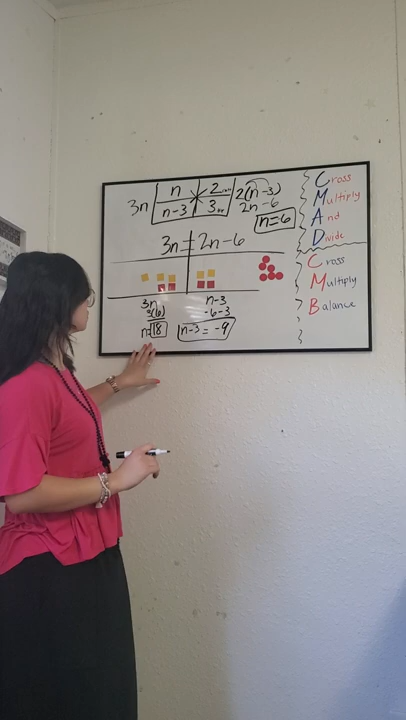 3n n 2 2(n-3)
n-3 3 2n-6
n=6
3n = 2n-6
3n n-3
3(6) -6-3
n=18 n-3 = -9
Cross
Multiply
And
Divide
Cross
Multiply
Balance